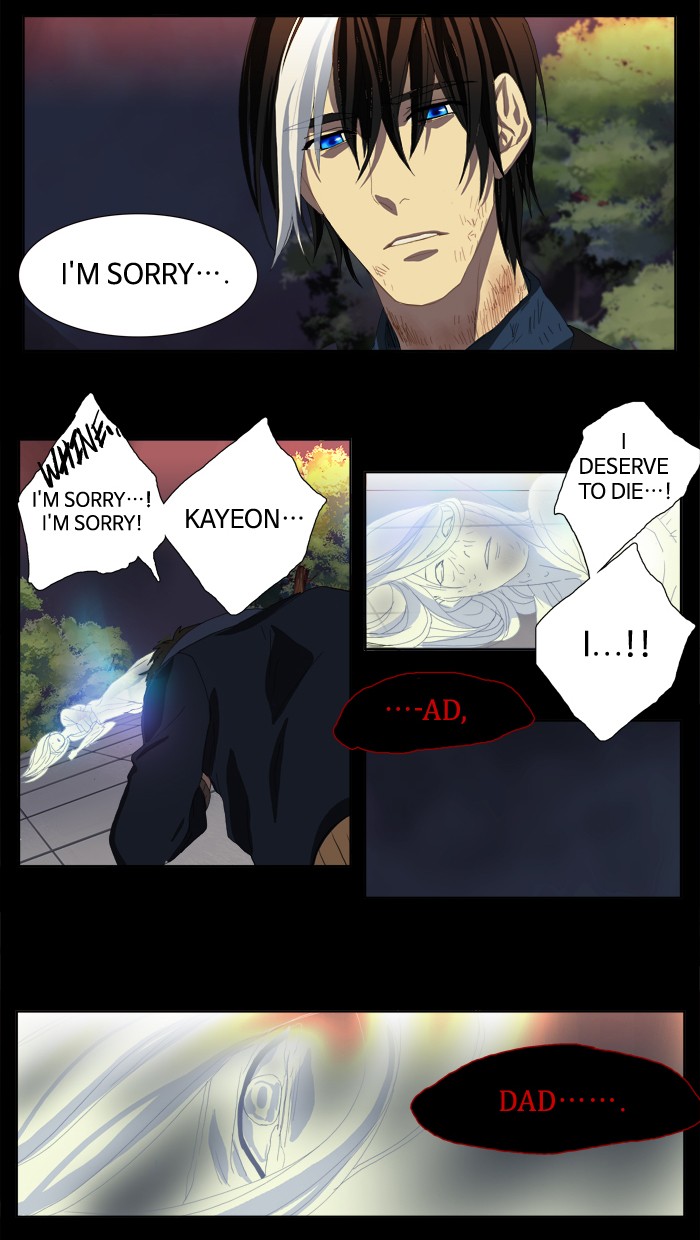 I'M SORRY….
WHINE..
I'M SORRY…!
I'M SORRY!
KAYEON…
I
DESERVE
TO DIE…!
I…!!
…-AD,
DAD…….